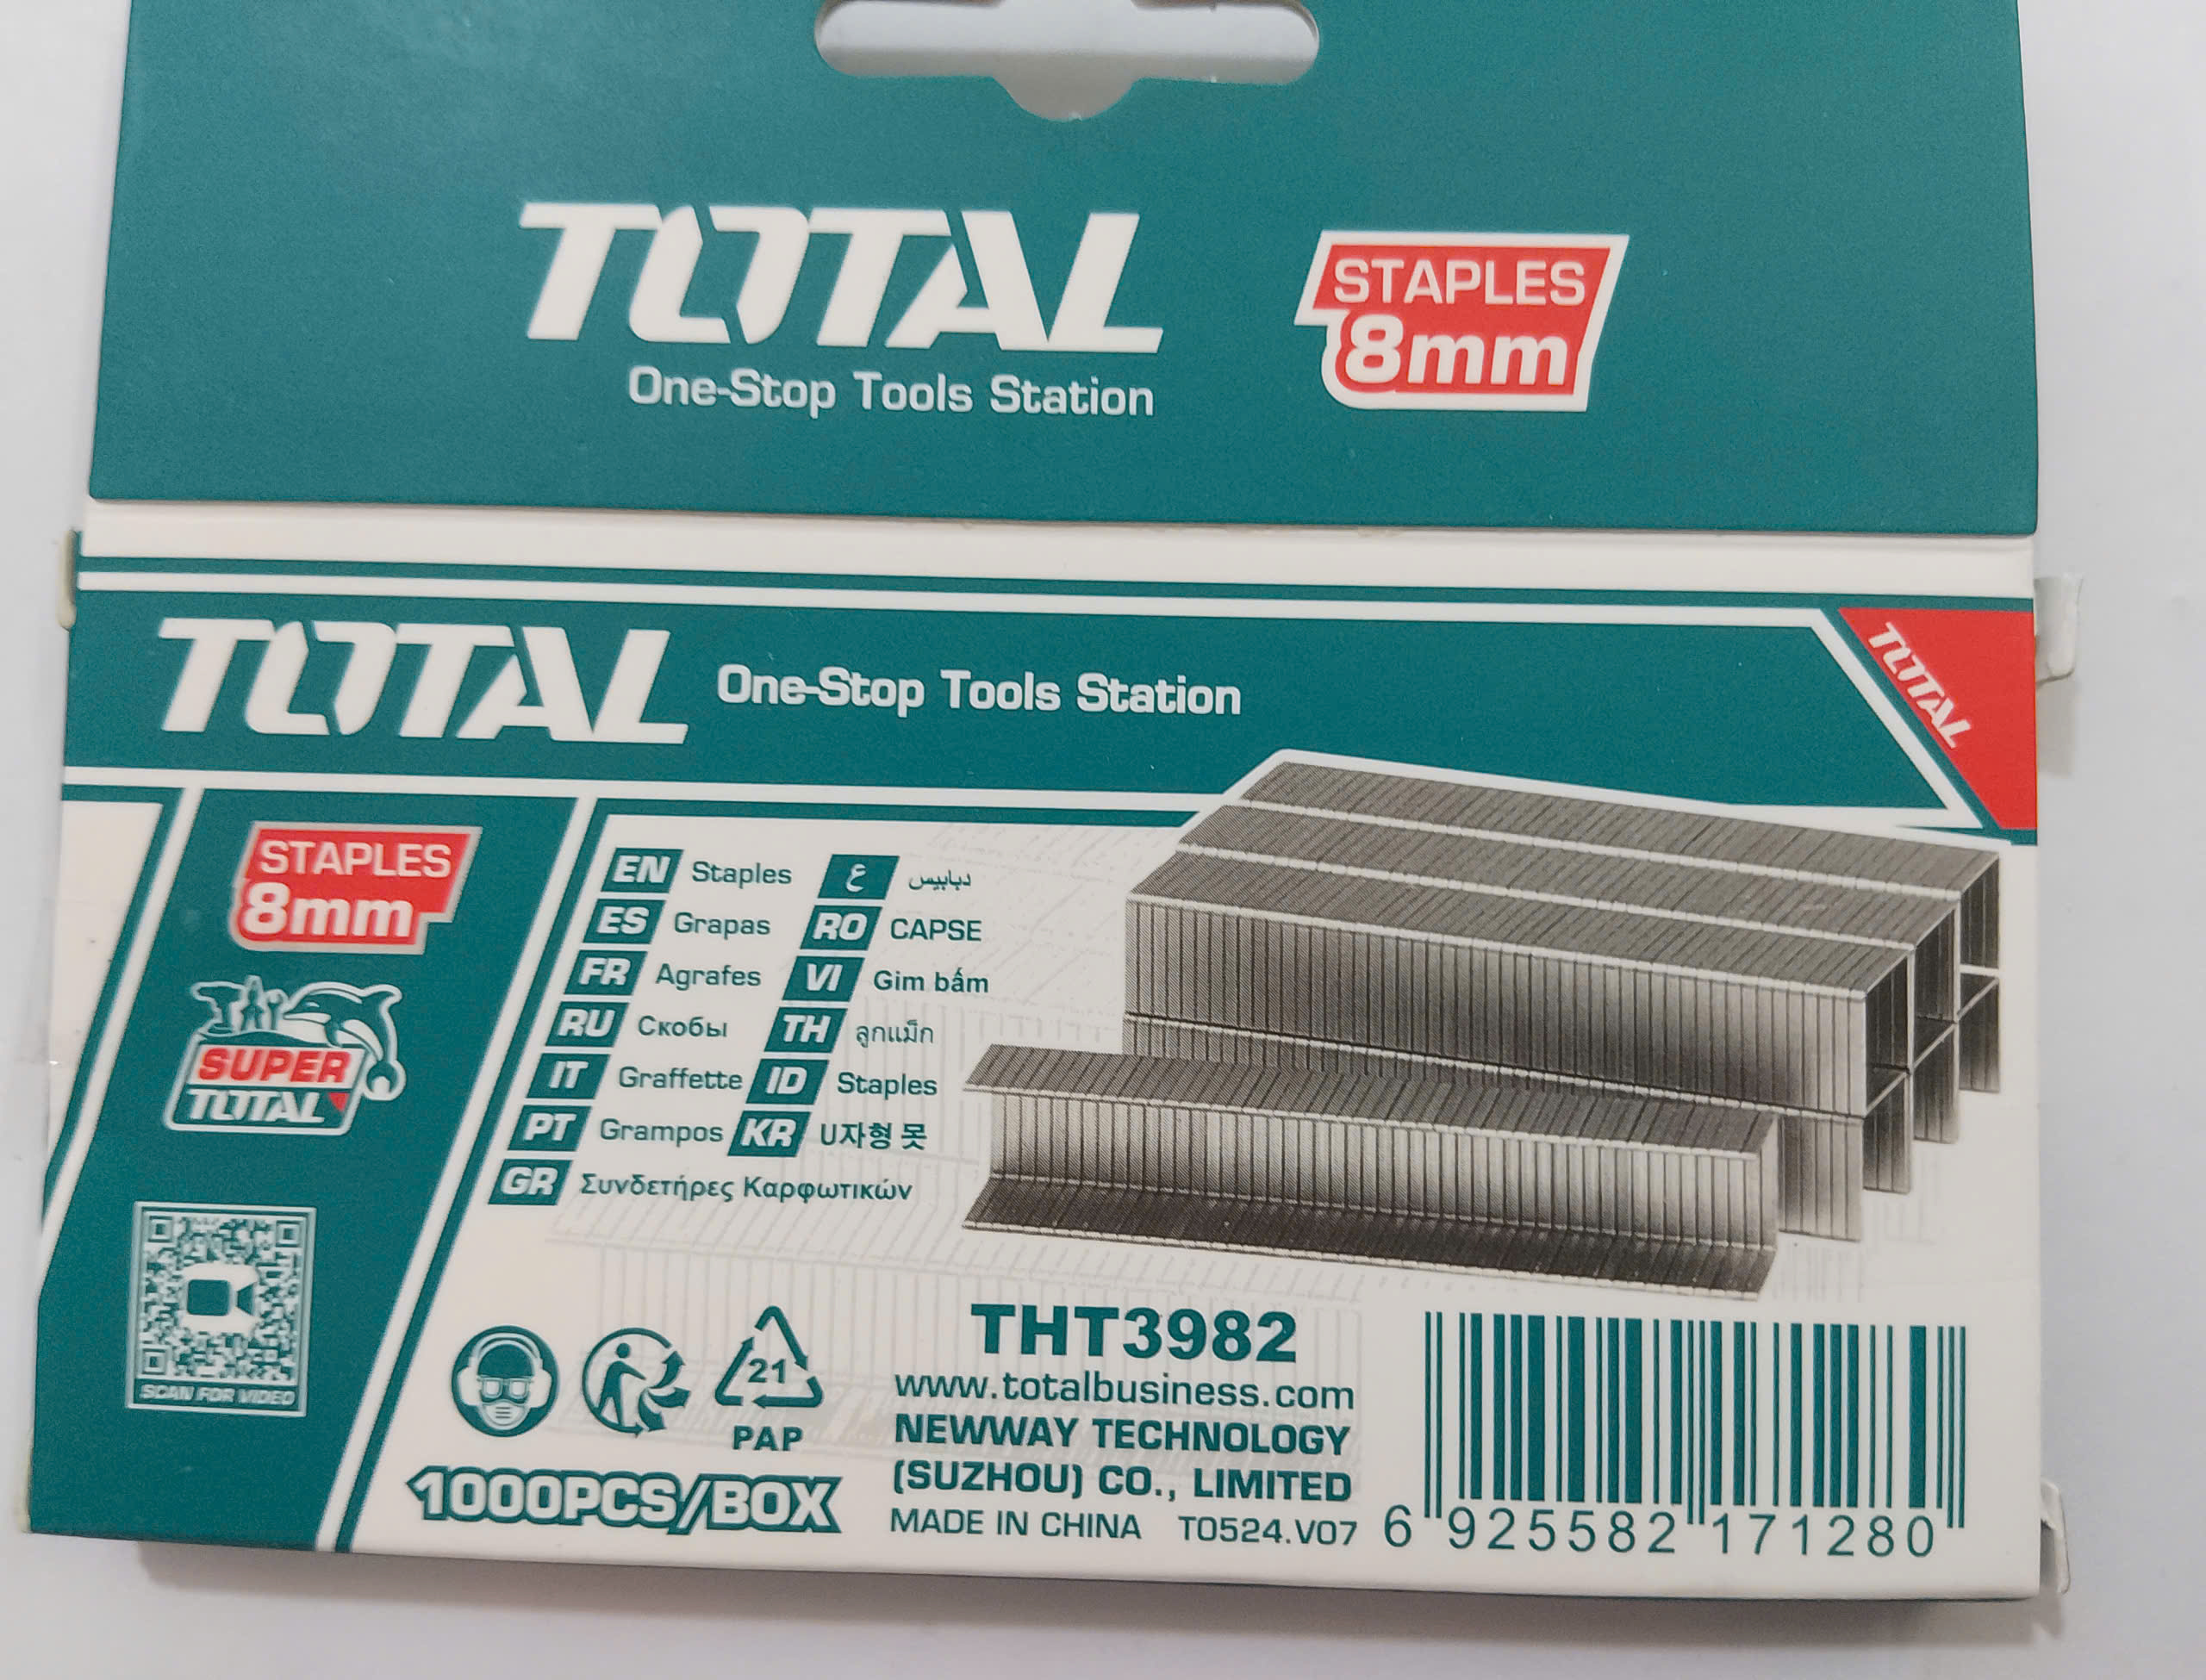 TOTAL
One-Stop Tools Station
STAPLES
8mm
TOTAL One-Stop Tools Station
TOTAL
STAPLES
8mm
SUPER
TOTAL
SCAN FOR VIDEO
EN Staples ع دبابيس
ES Grapas RO CAPSE
FR Agrafes VI Gim bấm
RU Скобы TH ลูกแม็ก
IT Graffette ID Staples
PT Grampos KR U자형 못
GR Συνδετήρες Καρφωτικών
21
PAP
1000PCS/BOX
THT3982
www.totalbusiness.com
NEWWAY TECHNOLOGY
(SUZHOU) CO., LIMITED
MADE IN CHINA T0524.V07
6 925582 171280